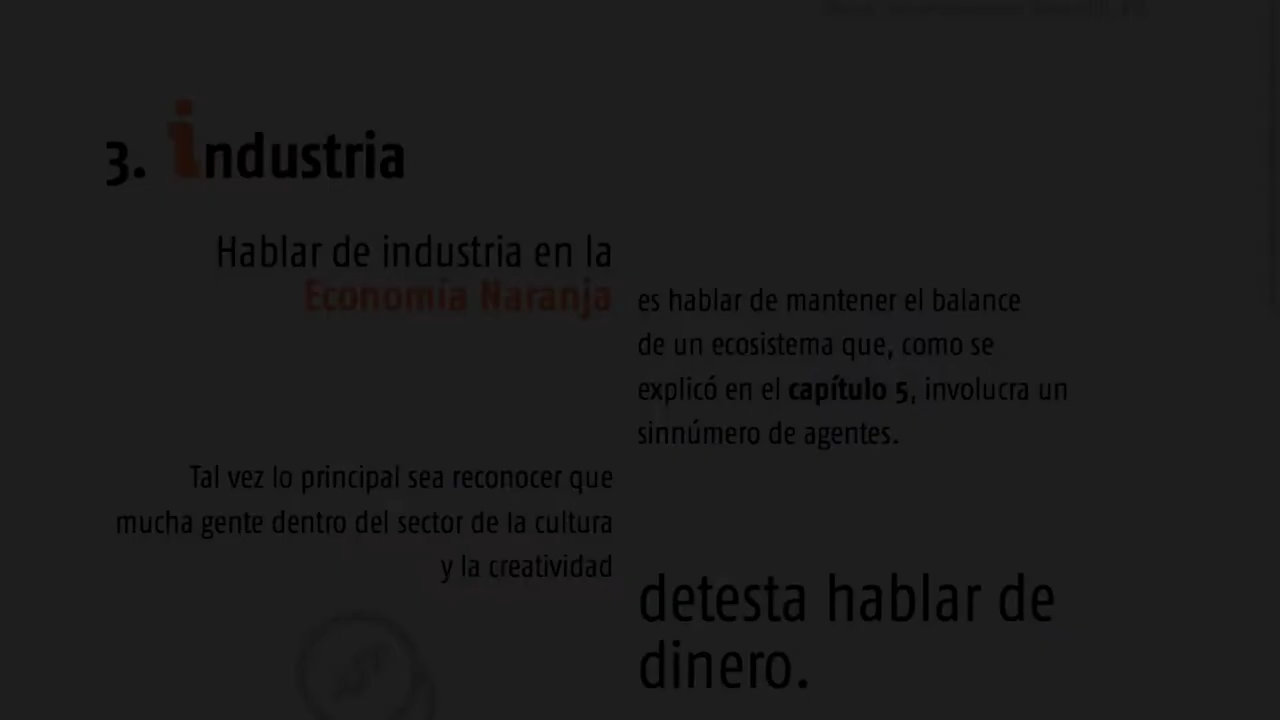 3. industria
Hablar de industria en la
Economía Naranja
es hablar de mantener el balance
de un ecosistema que, como se
explicó en el capítulo 5, involucra un
sinnúmero de agentes.
Tal vez lo principal sea reconocer que
mucha gente dentro del sector de la cultura
y la creatividad
detesta hablar de
dinero.